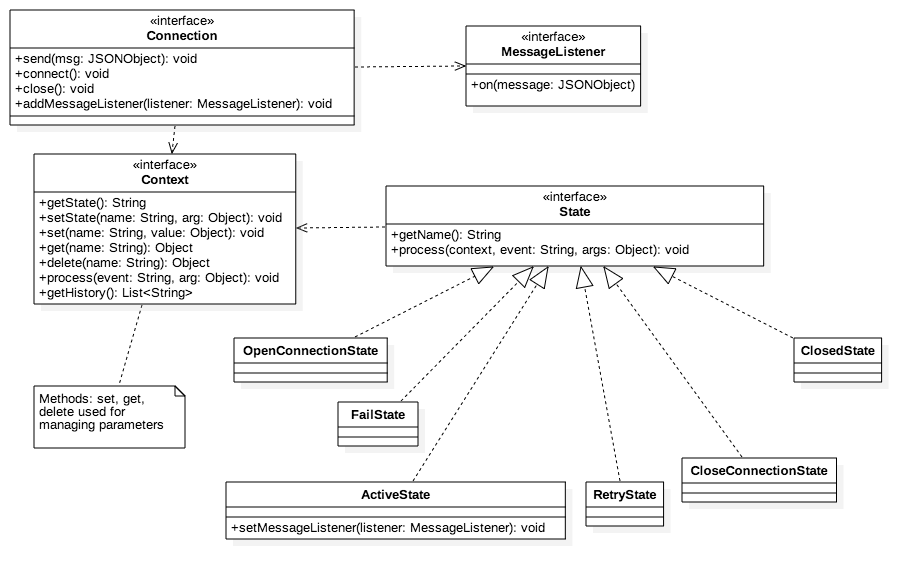 «interface»
Connection
+send(msg: JSONObject): void
+connect(): void
+close(): void
+addMessageListener(listener: MessageListener): void
«interface»
MessageListener
+on(message: JSONObject)
«interface»
Context
+getState(): String
+setState(name: String, arg: Object): void
+set(name: String, value: Object): void
+get(name: String): Object
+delete(name: String): Object
+process(event: String, arg: Object): void
+getHistory(): List<String>
«interface»
State
+getName(): String
+process(context, event: String, args: Object): void
OpenConnectionState
ClosedState
Methods: set, get,
delete used for
managing parameters
FailState
CloseConnectionState
ActiveState
+setMessageListener(listener: MessageListener): void
RetryState